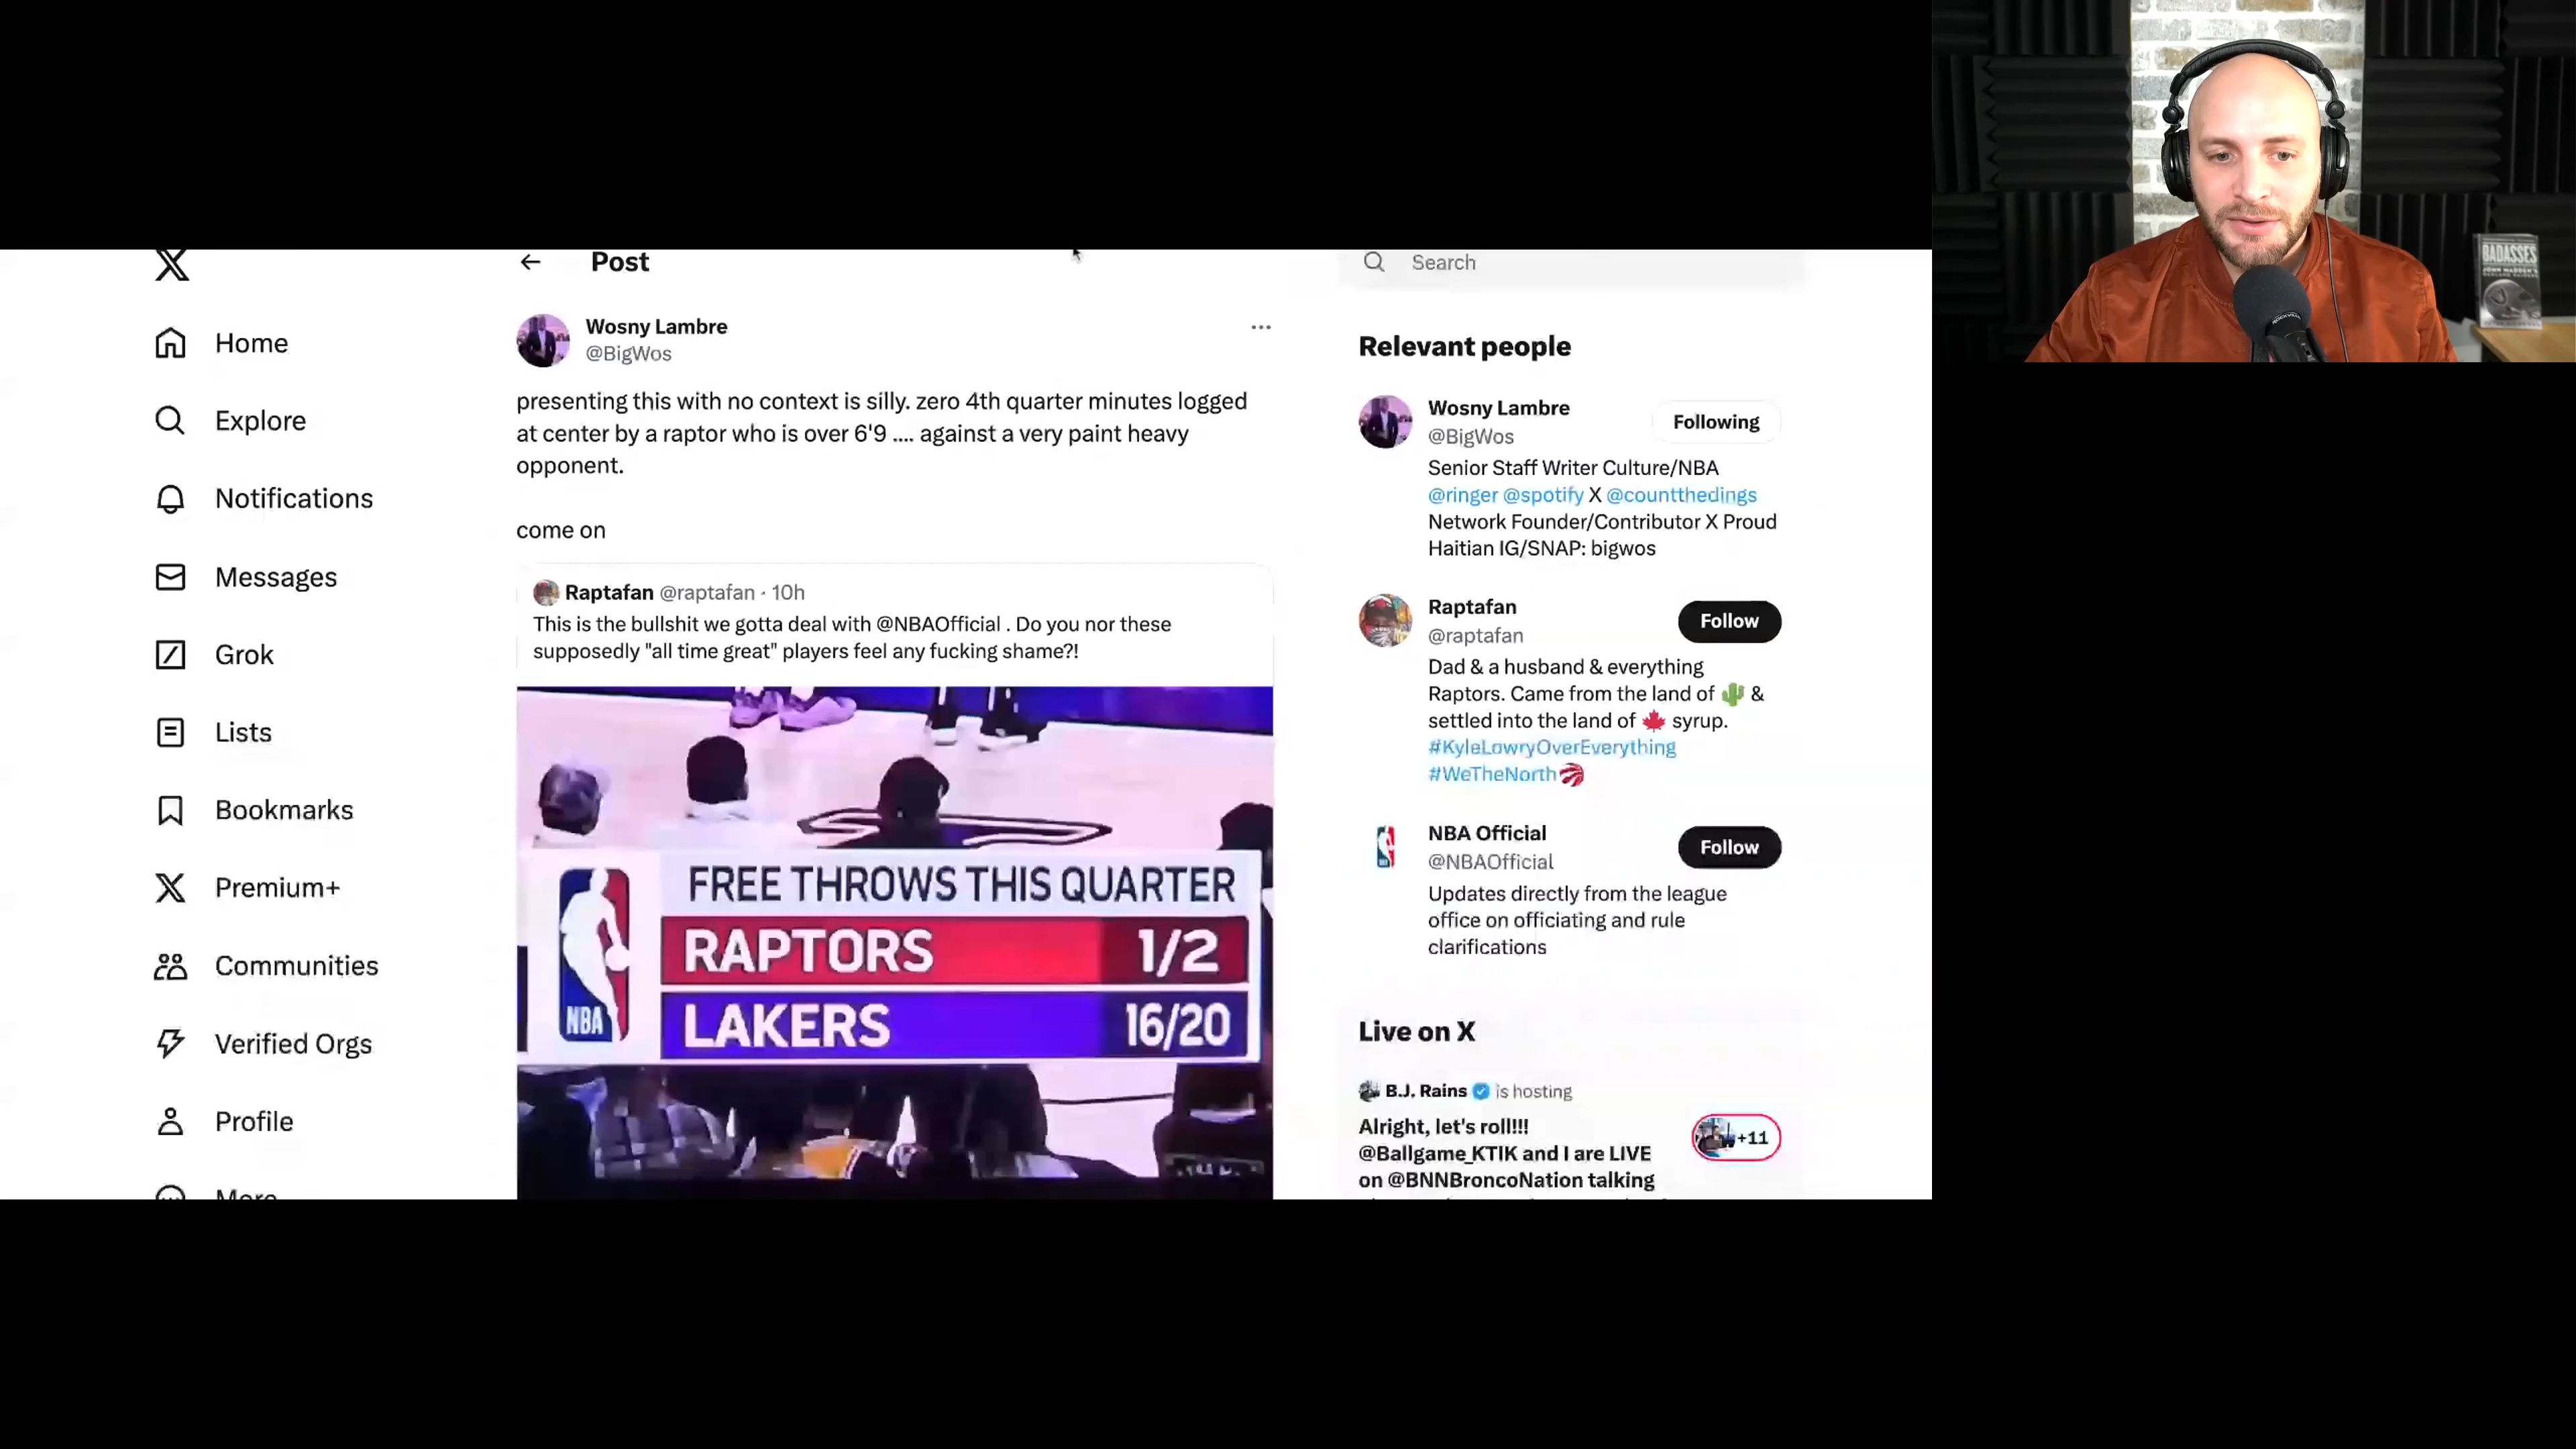 Home
Explore
Notifications
Messages
Grok
Lists
Bookmarks
Premium+
Communities
Verified Orgs
Profile
More
Post
Wosny Lambre
@BigWos
presenting this with no context is silly. zero 4th quarter minutes logged
at center by a raptor who is over 6'9 .... against a very paint heavy
opponent.
come on
Raptafan @raptafan · 10h
This is the bullshit we gotta deal with @NBAOfficial . Do you nor these
supposedly "all time great" players feel any fucking shame?!
FREE THROWS THIS QUARTER
RAPTORS 1/2
LAKERS 16/20
NBA
Search
Relevant people
Wosny Lambre
@BigWos
Following
Senior Staff Writer Culture/NBA
@ringer @spotify X @countthedings
Network Founder/Contributor X Proud
Haitian IG/SNAP: bigwos
Raptafan
@raptafan
Follow
Dad & a husband & everything
Raptors. Came from the land of 🌵 &
settled into the land of 🍁 syrup.
#KyleLowryOverEverything
#WeTheNorth
NBA Official
@NBAOfficial
Follow
Updates directly from the league
office on officiating and rule
clarifications
Live on X
B.J. Rains is hosting
Alright, let's roll!!!
@Ballgame_KTIK and I are LIVE
on @BNNBroncoNation talking
+11
BADASSES
JOHN MADDEN'S